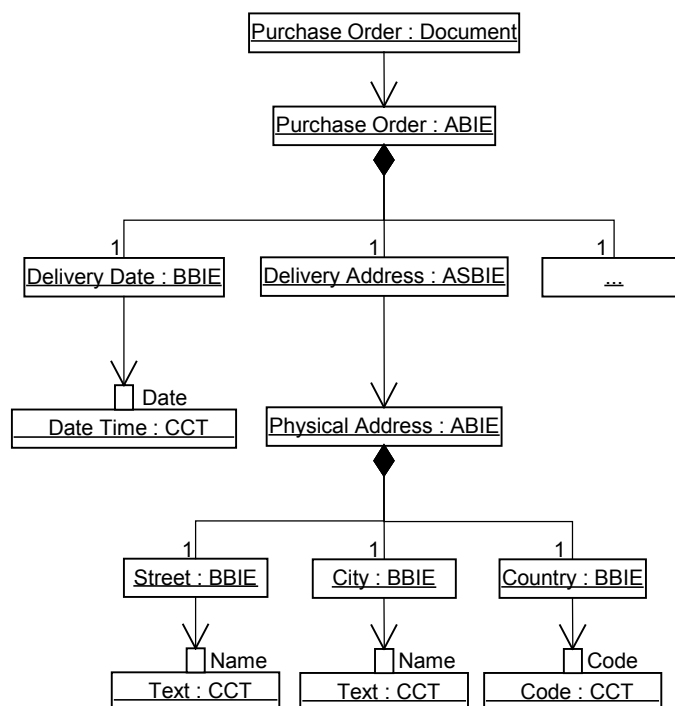 Purchase Order : Document
Purchase Order : ABIE
1 1 1
Delivery Date : BBIE Delivery Address : ASBIE ...
Date
Date Time : CCT Physical Address : ABIE
1 1 1
Street : BBIE City : BBIE Country : BBIE
Name Name Code
Text : CCT Text : CCT Code : CCT